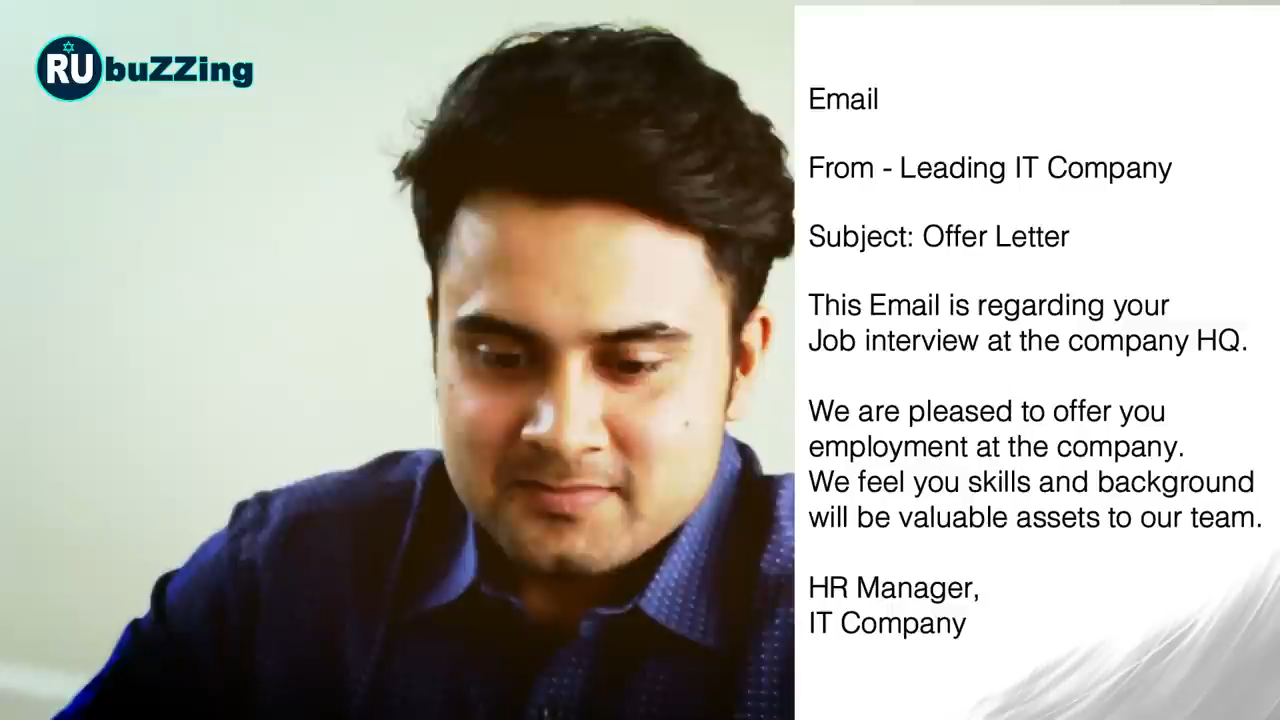 RU buZZing
Email
From - Leading IT Company
Subject: Offer Letter
This Email is regarding your
Job interview at the company HQ.
We are pleased to offer you
employment at the company.
We feel you skills and background
will be valuable assets to our team.
HR Manager,
IT Company